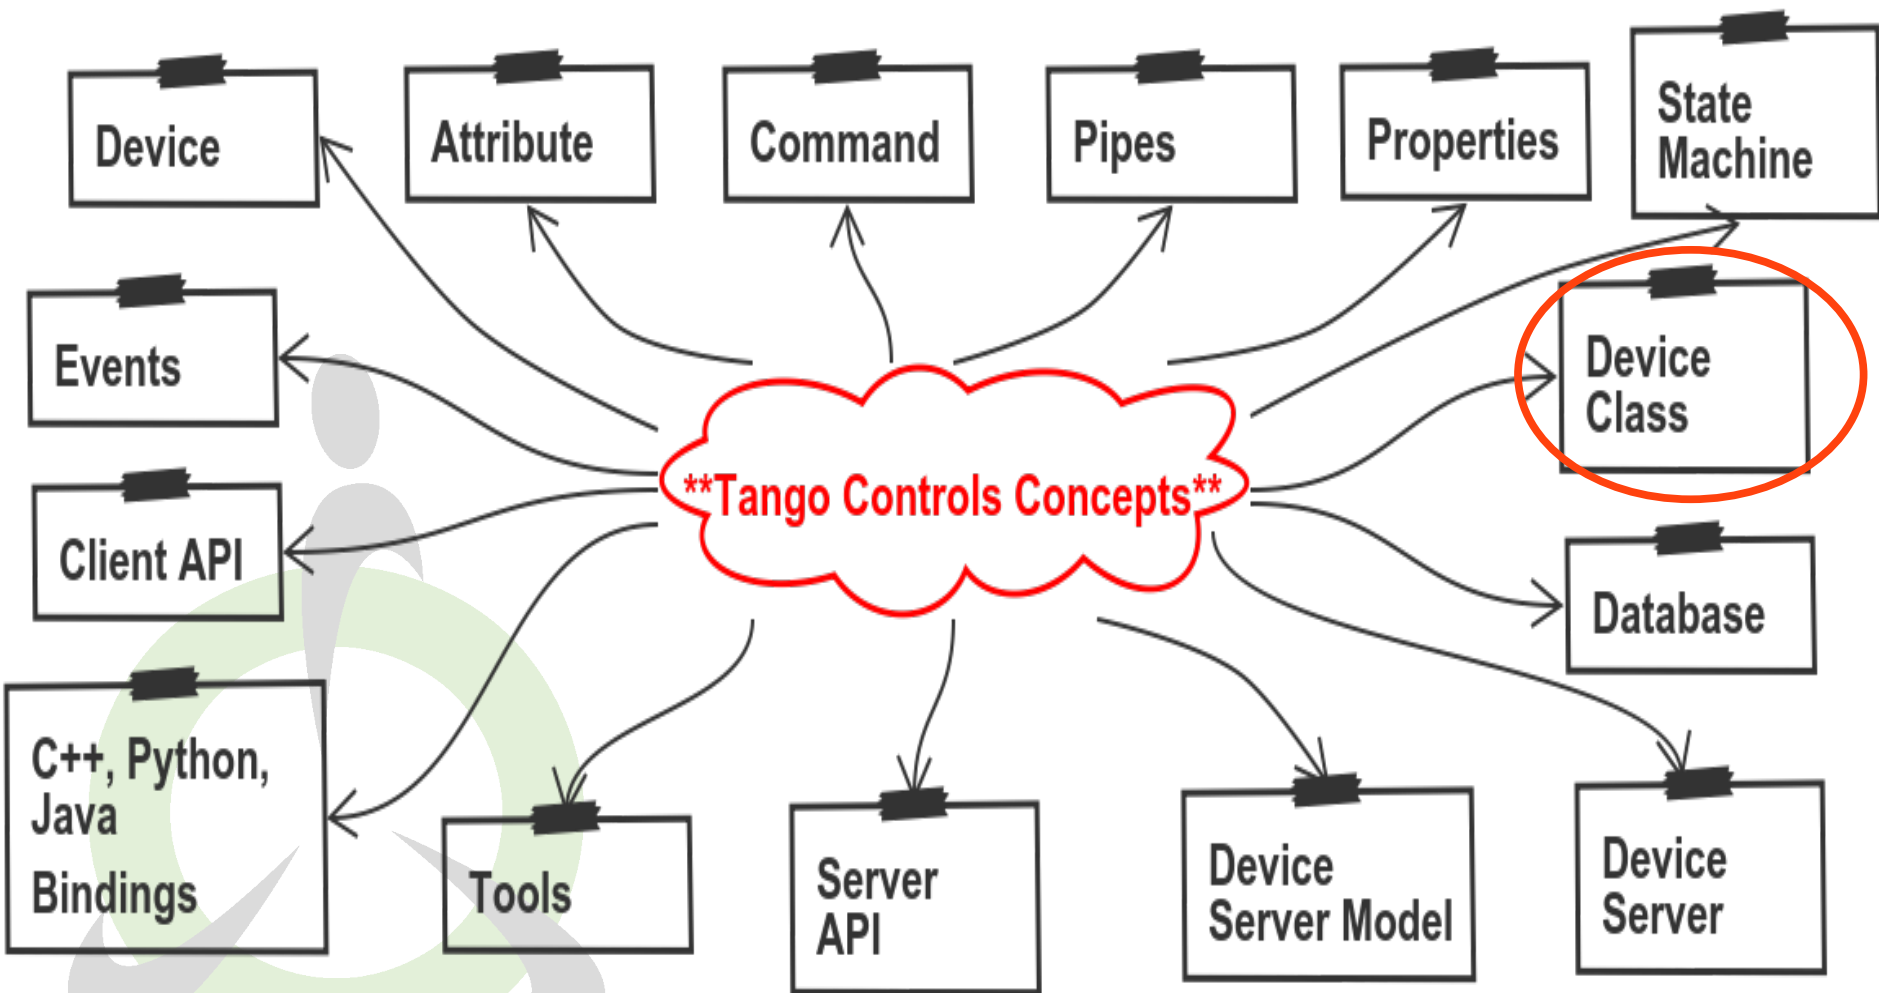 Device
Attribute
Command
Pipes
Properties
State
Machine
Events
Device
Class
**Tango Controls Concepts**
Client API
Database
C++, Python,
Java
Bindings
Tools
Server
API
Device
Server Model
Device
Server